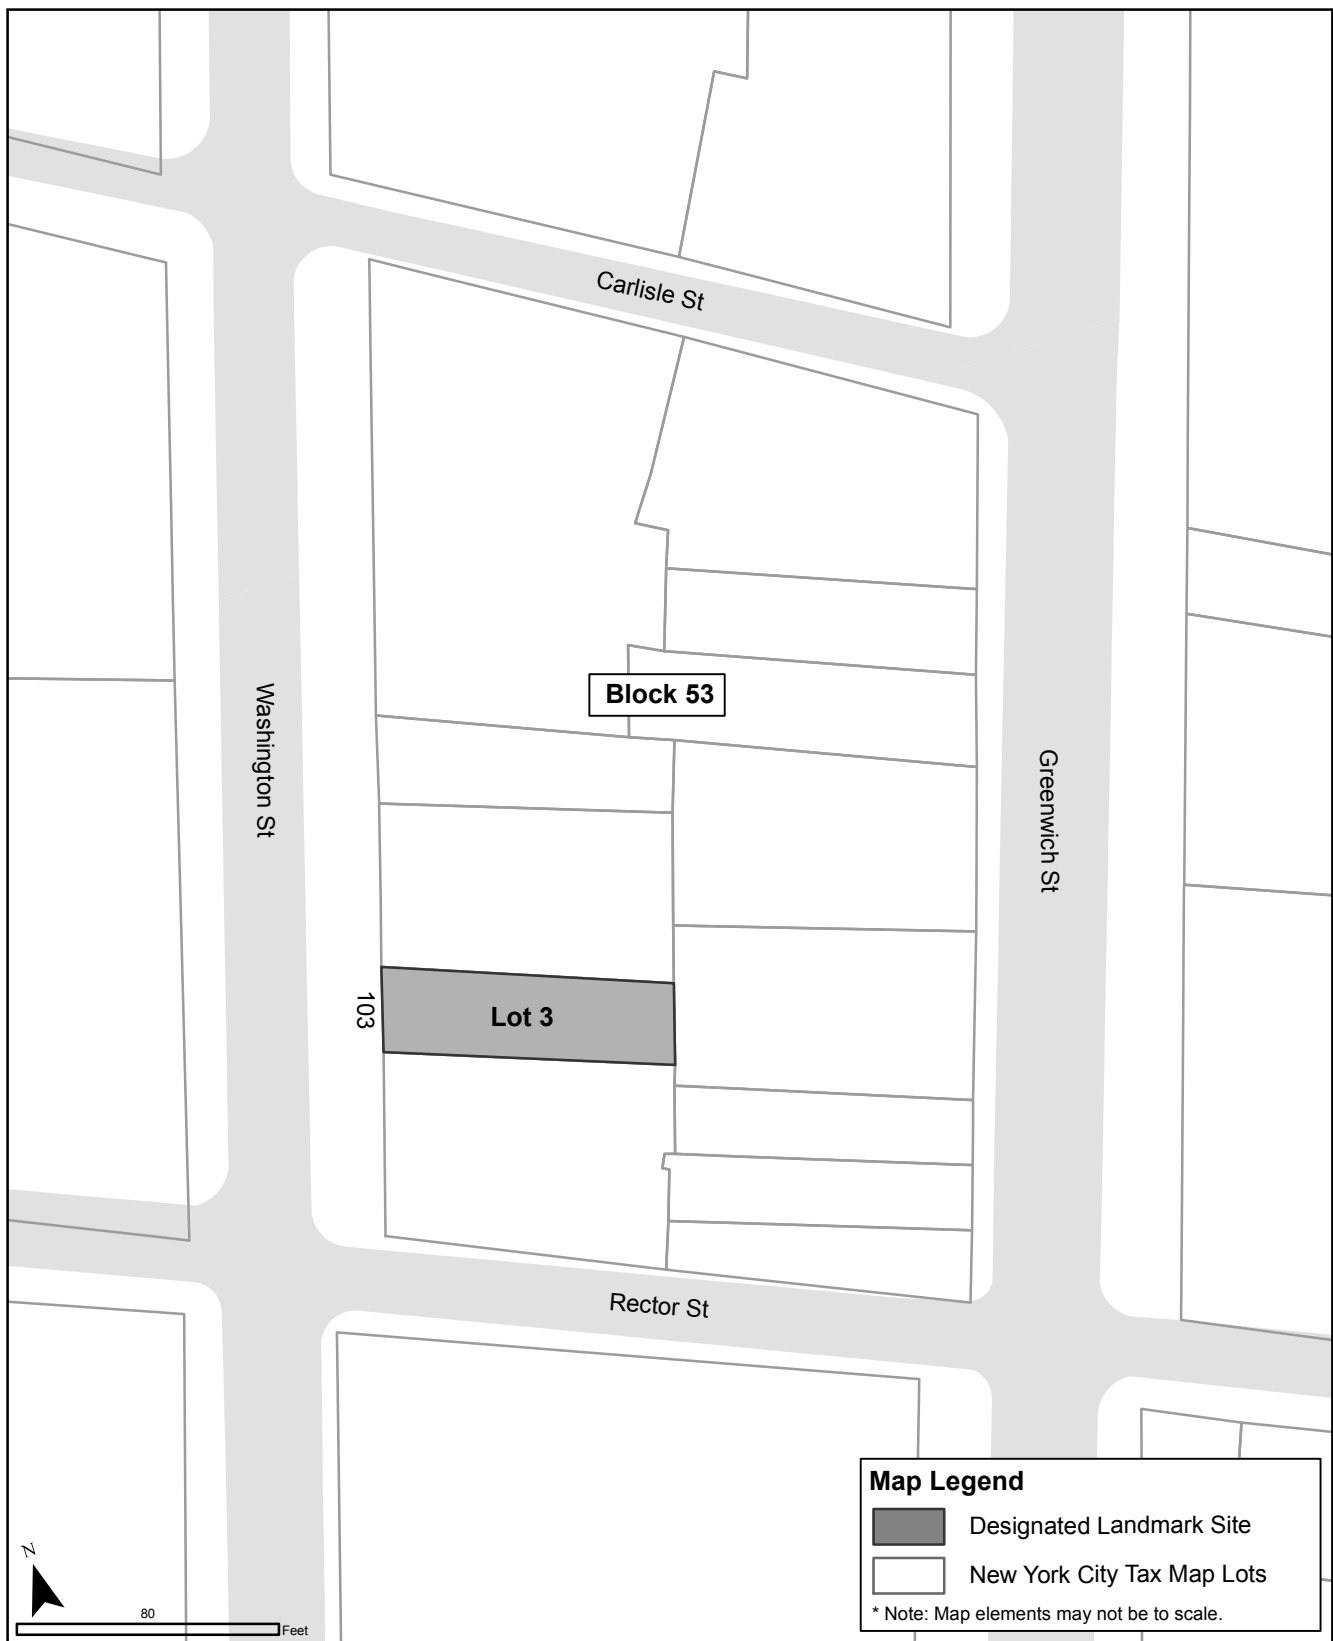 Carlisle St
Block 53
Washington St
Greenwich St
103
Lot 3
Rector St
Map Legend
Designated Landmark Site
New York City Tax Map Lots
* Note: Map elements may not be to scale.
N
80
Feet